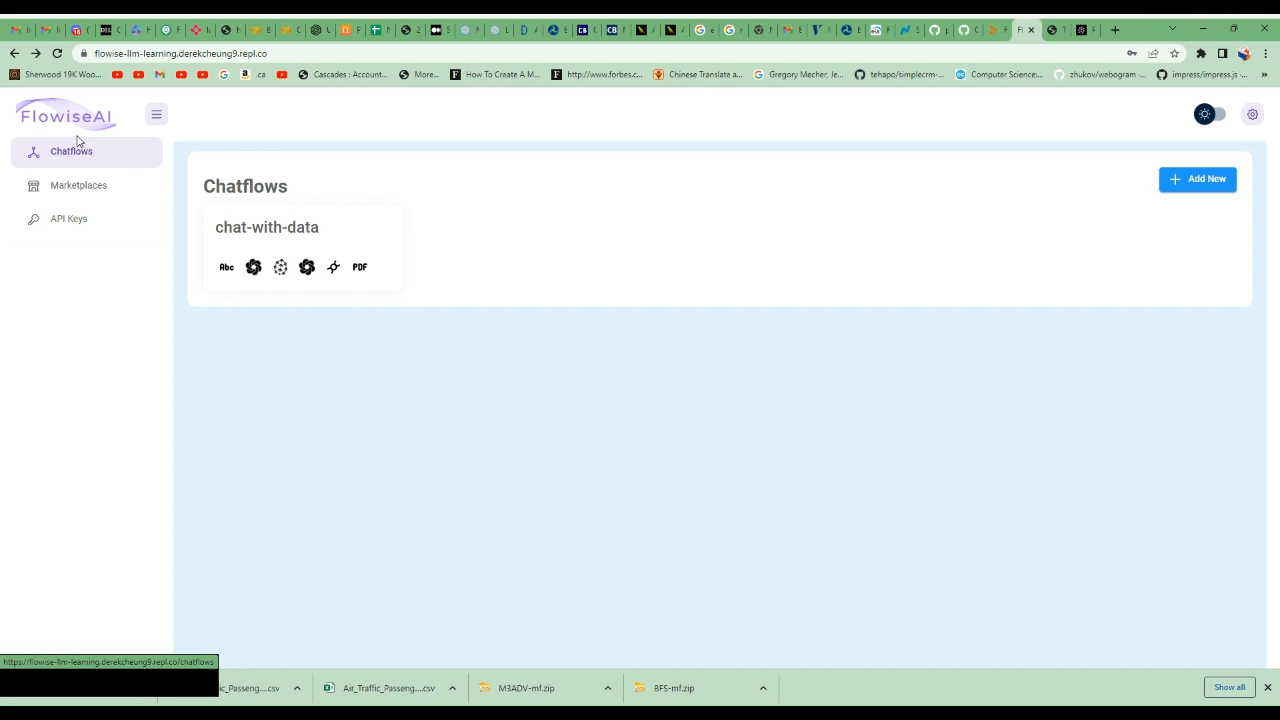 flowise-llm-learning.derekcheung9.repl.co
Sherwood 19K Woo...
.ca
Cascades : Account...
More...
How To Create A M...
http://www.forbes.c...
Chinese Translate a...
Gregory Mecher, Je...
tehapo/simplecrm-...
Computer Science:...
zhukov/webogram-...
impress/impress.js -...
»
FlowiseAI
Chatflows
Marketplaces
API Keys
Chatflows
+ Add New
chat-with-data
Abc
PDF
https://flowise-llm-learning.derekcheung9.repl.co/chatflows
ic_Passeng....csv
Air_Traffic_Passeng....csv
M3ADV-mf.zip
BFS-mf.zip
Show all